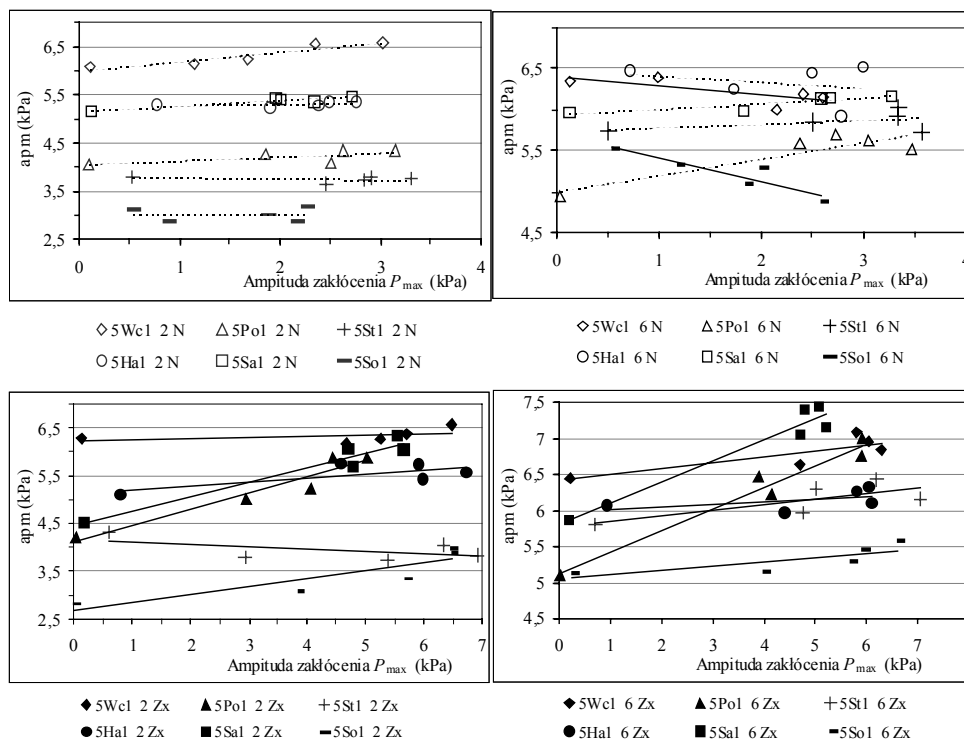 apm (kPa)
6,5
5,5
4,5
3,5
2,5
0 1 2 3 4
Ampituda zakłócenia Pmax (kPa)
5Wc1 2 N 5Po1 2 N 5St1 2 N
5Ha1 2 N 5Sa1 2 N 5So1 2 N
apm (kPa)
6,5
5,5
4,5
0 1 2 3 4
Ampituda zakłócenia Pmax (kPa)
5Wc1 6 N 5Po1 6 N 5St1 6 N
5Ha1 6 N 5Sa1 6 N 5So1 6 N
apm (kPa)
6,5
5,5
4,5
3,5
2,5
0 1 2 3 4 5 6 7
Ampituda zakłócenia Pmax (kPa)
5Wc1 2 Zx 5Po1 2 Zx 5St1 2 Zx
5Ha1 2 Zx 5Sa1 2 Zx 5So1 2 Zx
apm (kPa)
7,5
7
6,5
6
5,5
5
4,5
0 1 2 3 4 5 6 7
Ampituda zakłócenia Pmax (kPa)
5Wc1 6 Zx 5Po1 6 Zx 5St1 6 Zx
5Ha1 6 Zx 5Sa1 6 Zx 5So1 6 Zx